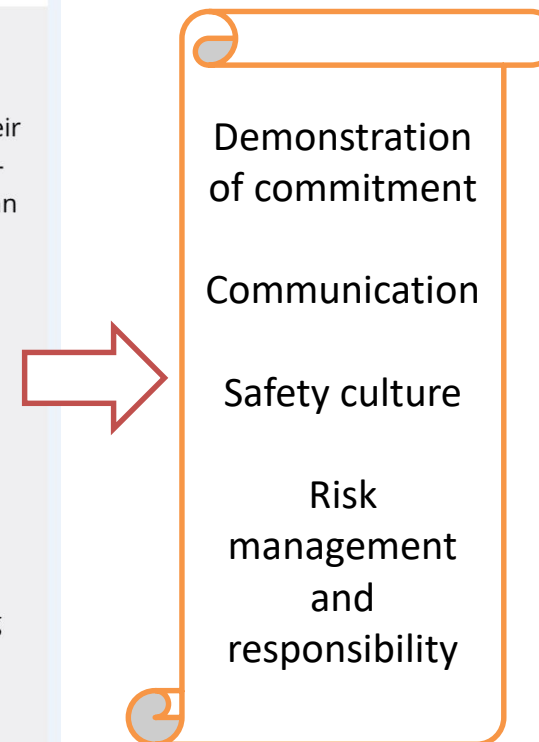 Demonstration
of commitment
Communication
Safety culture
Risk
management
and
responsibility